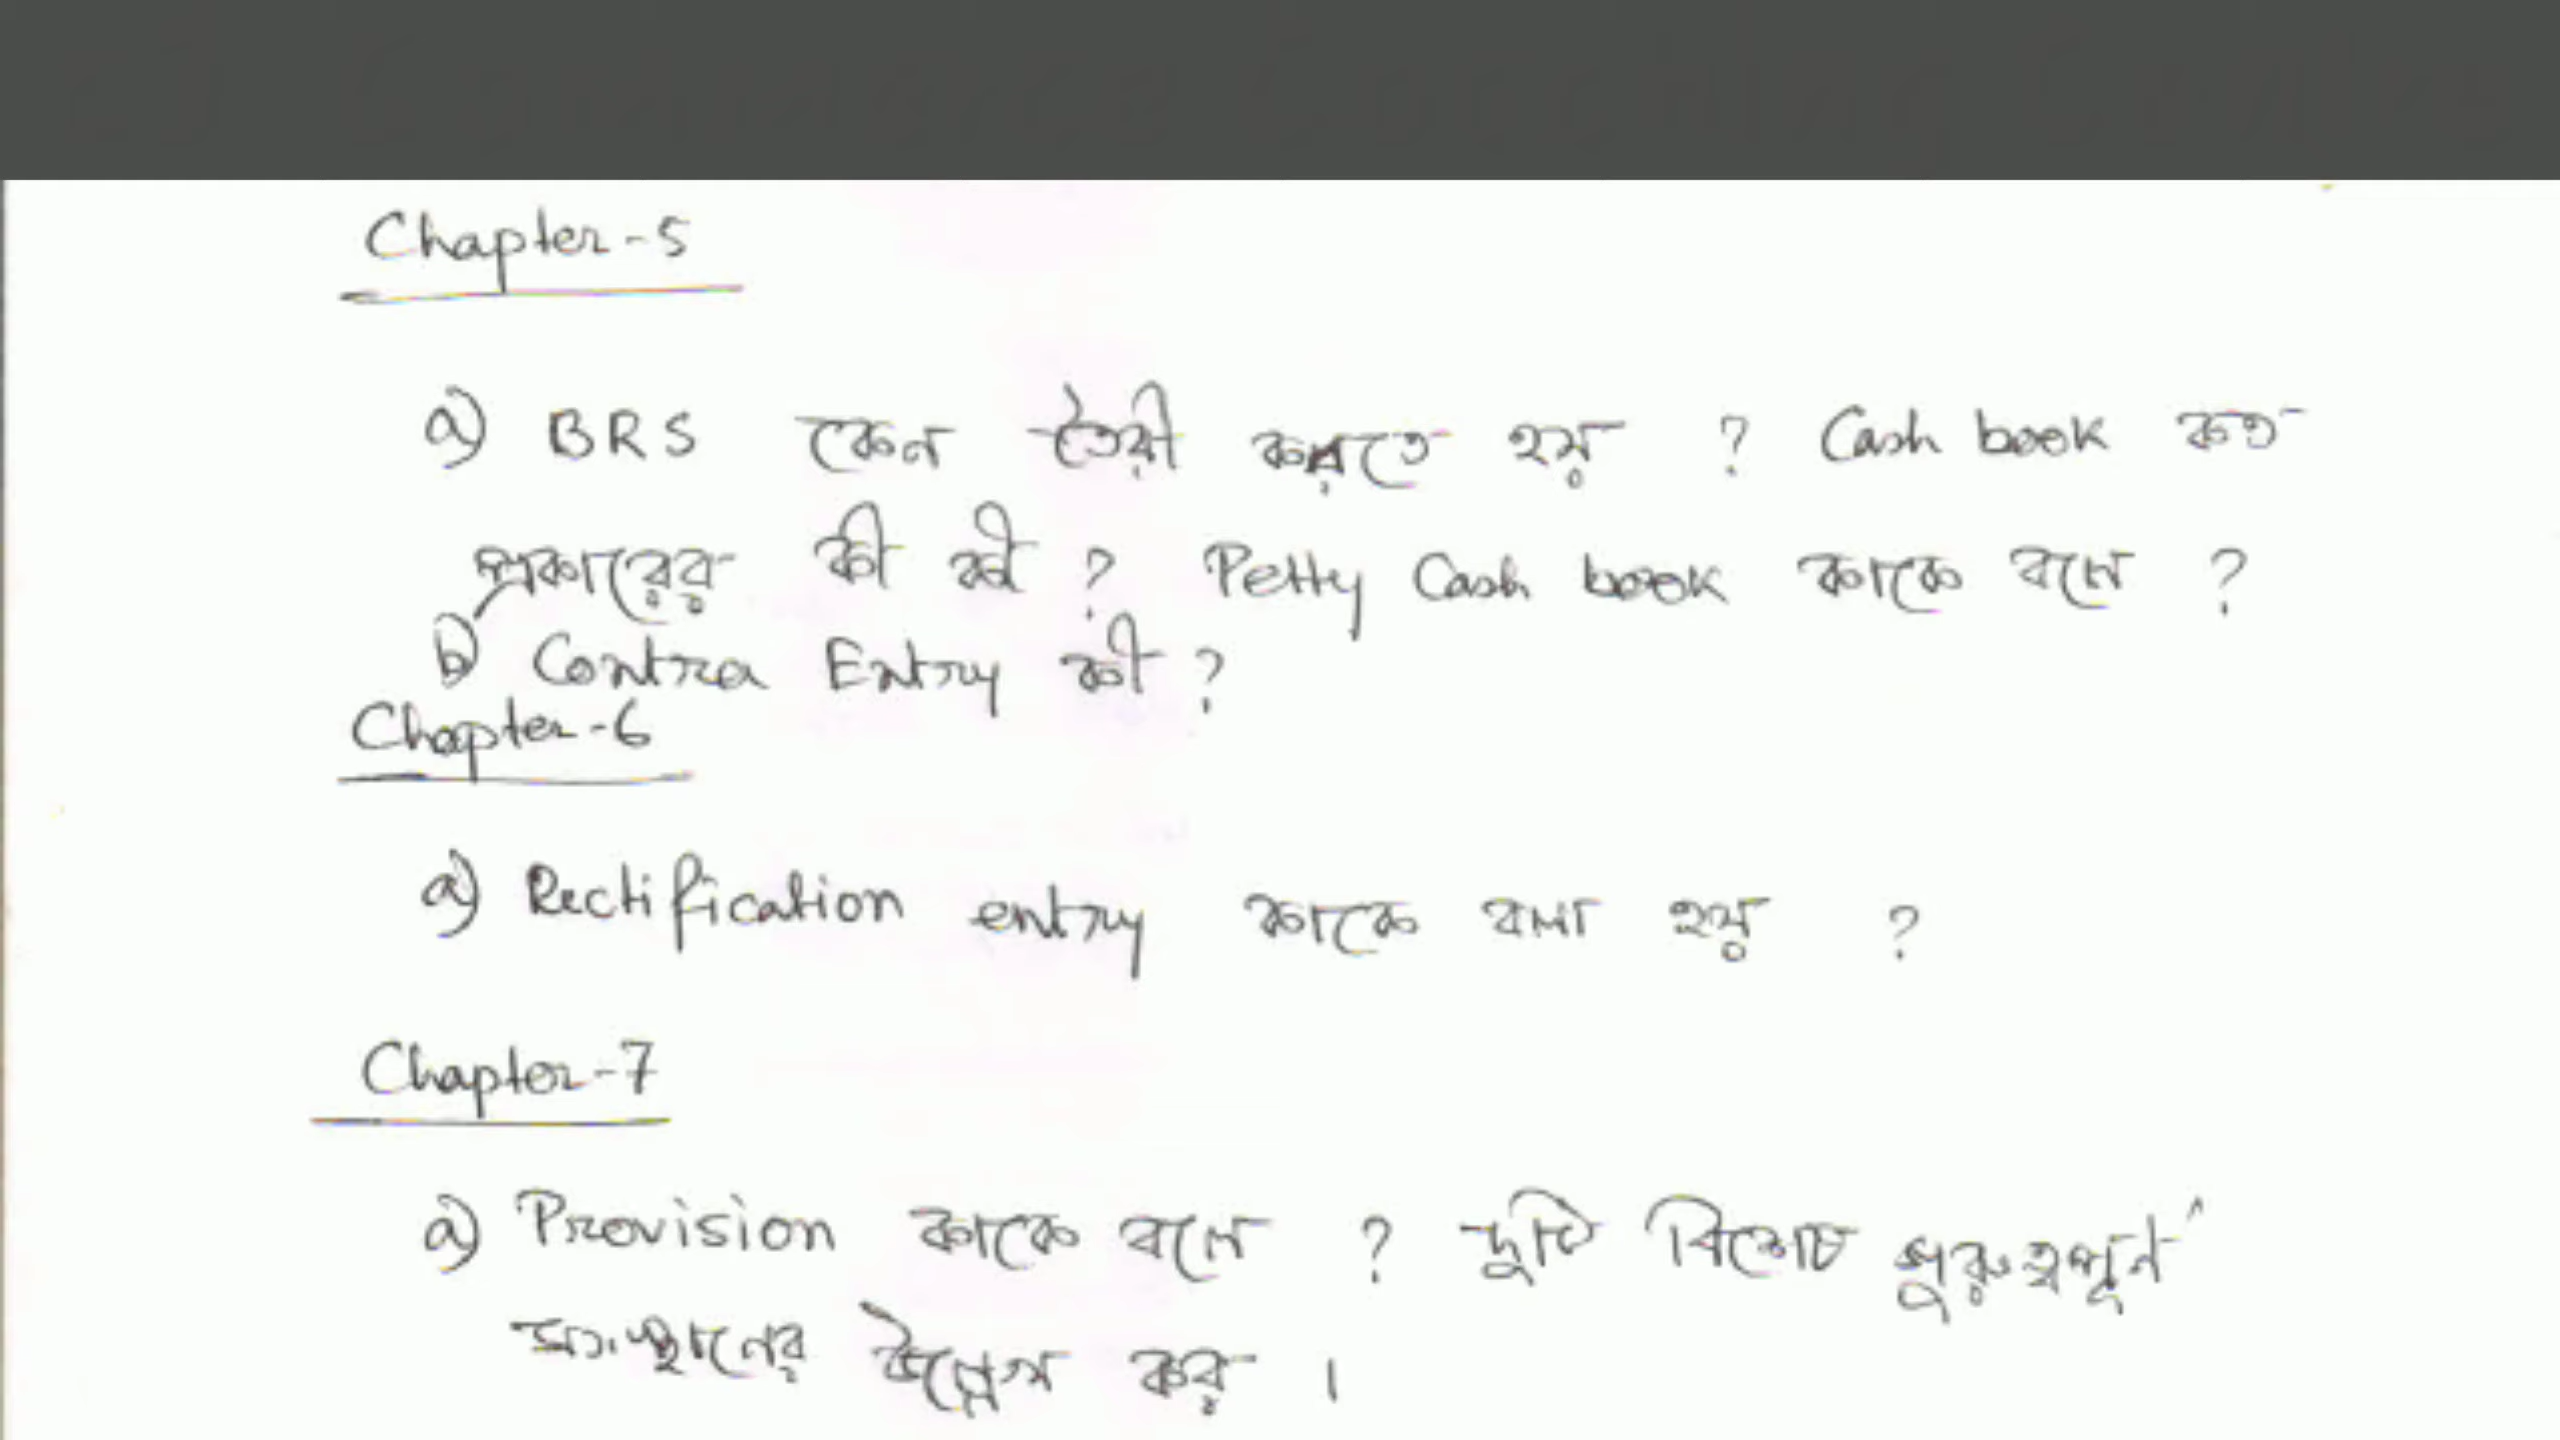 Chapter-5
a) BRS কেন তৈরী করতে হয় ? Cash book কত
প্রকারের কী কী ? Petty Cash book কাকে বলে ?
b) Contra Entry কী ?
Chapter-6
a) Rectification entry কাকে বলা হয় ?
Chapter-7
a) Provision কাকে বলে ? দুটি বিশেষ গুরুত্বপূর্ন
সংস্থানের উল্লেখ কর ।